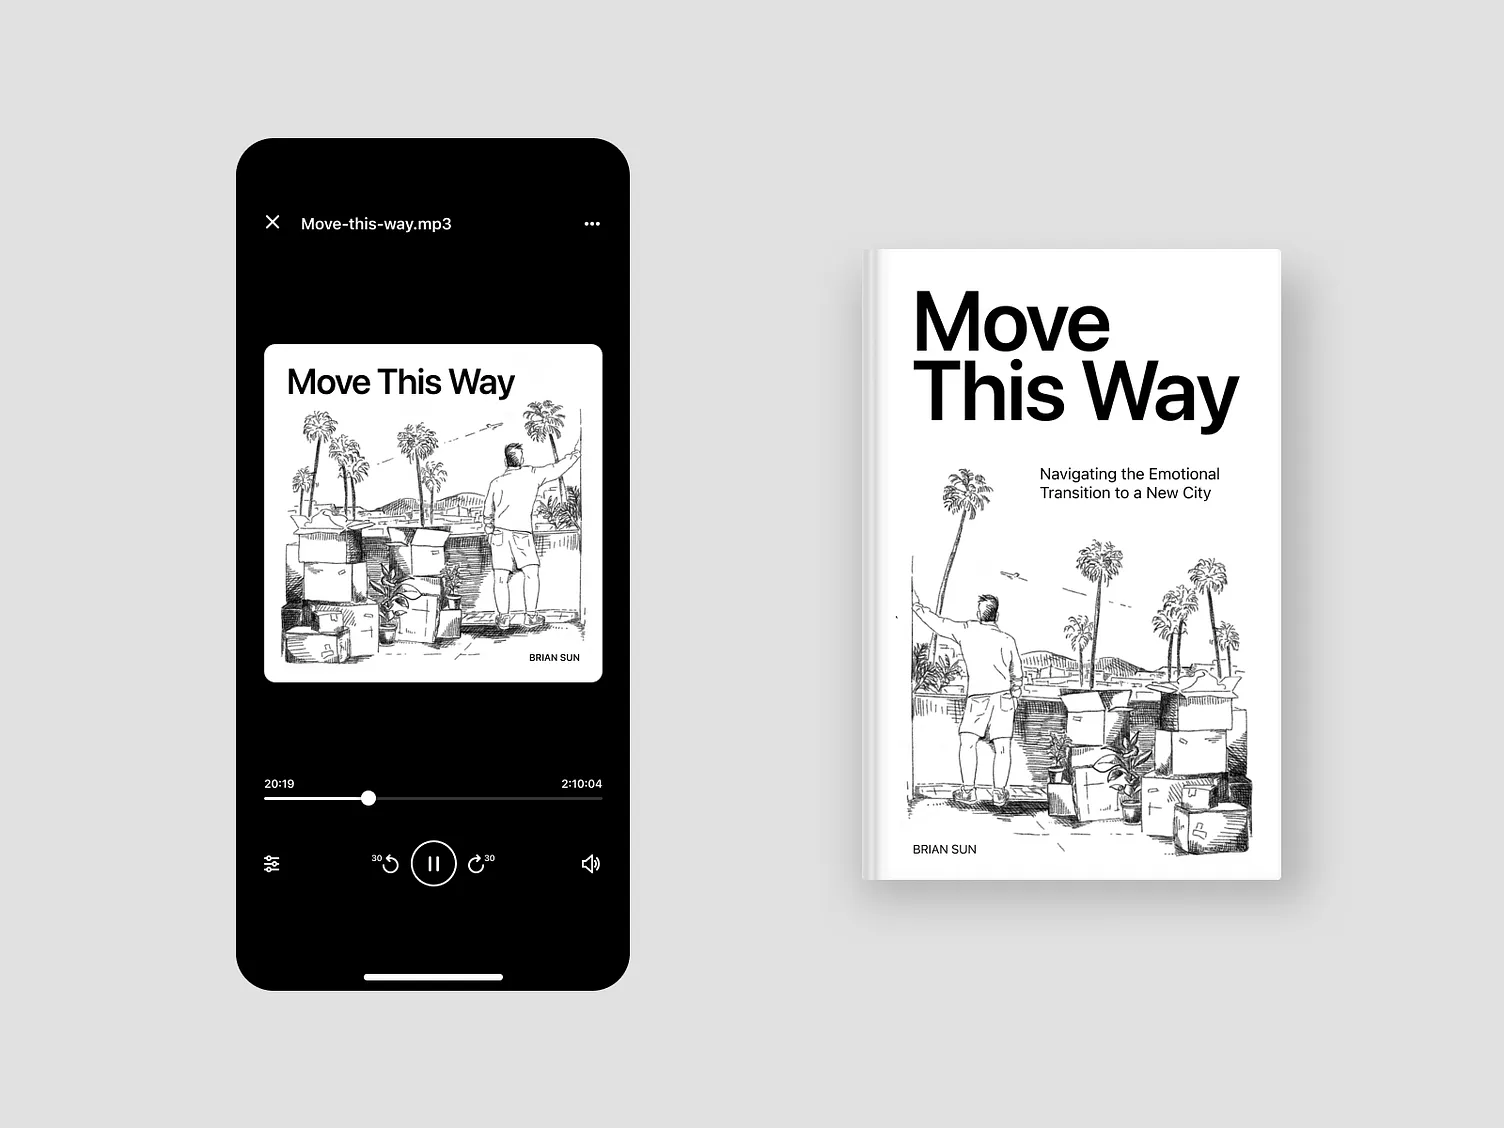 Move-this-way.mp3
Move This Way
BRIAN SUN
20:19
2:10:04
30
30
Move
This Way
Navigating the Emotional
Transition to a New City
BRIAN SUN